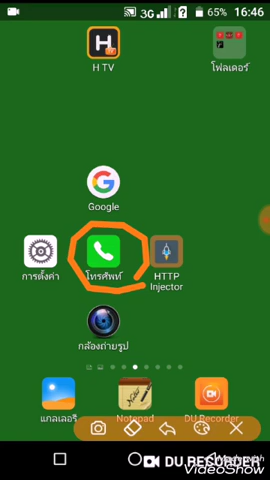 3G 65% 16:46
H TV
โฟลเดอร์
Google
การตั้งค่า
โทรศัพท์
HTTP Injector
กล้องถ่ายรูป
แกลเลอรี
Notepad
DU Recorder
DU RECORDER
VideoShow